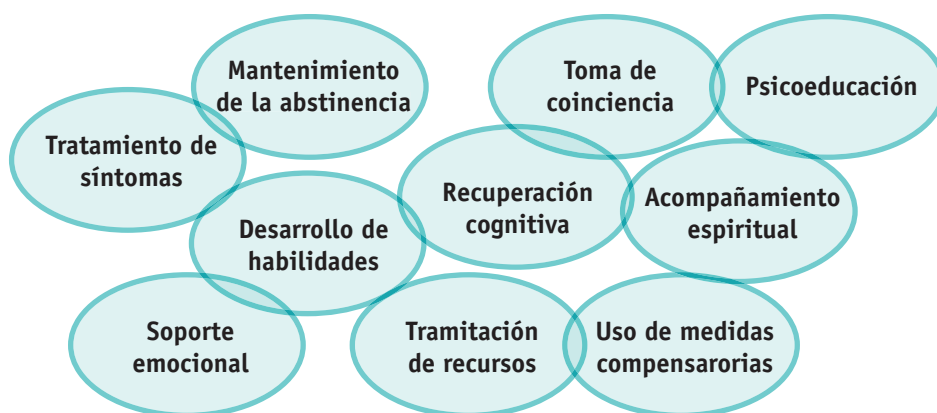 Mantenimiento
de la abstinencia
Toma de
coinciencia
Psicoeducación
Tratamiento de
síntomas
Recuperación
cognitiva
Acompañamiento
espiritual
Desarrollo de
habilidades
Soporte
emocional
Tramitación
de recursos
Uso de medidas
compensarorias